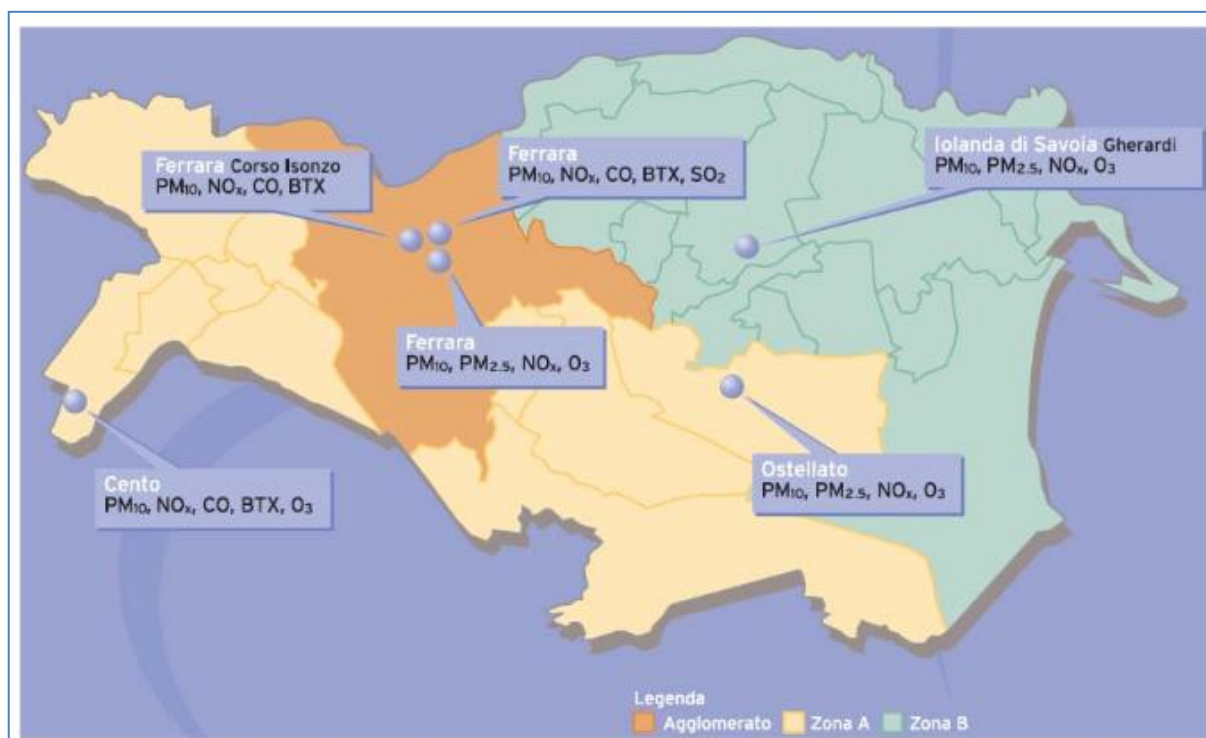 Ferrara Corso Isonzo
PM₁₀, NOₓ, CO, BTX
Ferrara
PM₁₀, NOₓ, CO, BTX, SO₂
Iolanda di Savoia Gherardi
PM₁₀, PM₂.₅, NOₓ, O₃
Ferrara
PM₁₀, PM₂.₅, NOₓ, O₃
Cento
PM₁₀, NOₓ, CO, BTX, O₃
Ostellato
PM₁₀, PM₂.₅, NOₓ, O₃
Legenda
Agglomerato Zona A Zona B